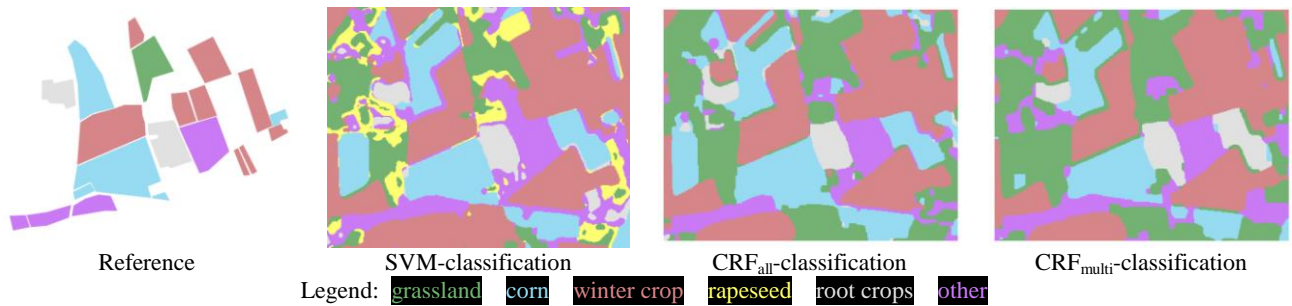 Reference SVM-classification CRFall-classification CRFmulti-classification
Legend: grassland corn winter crop rapeseed root crops other